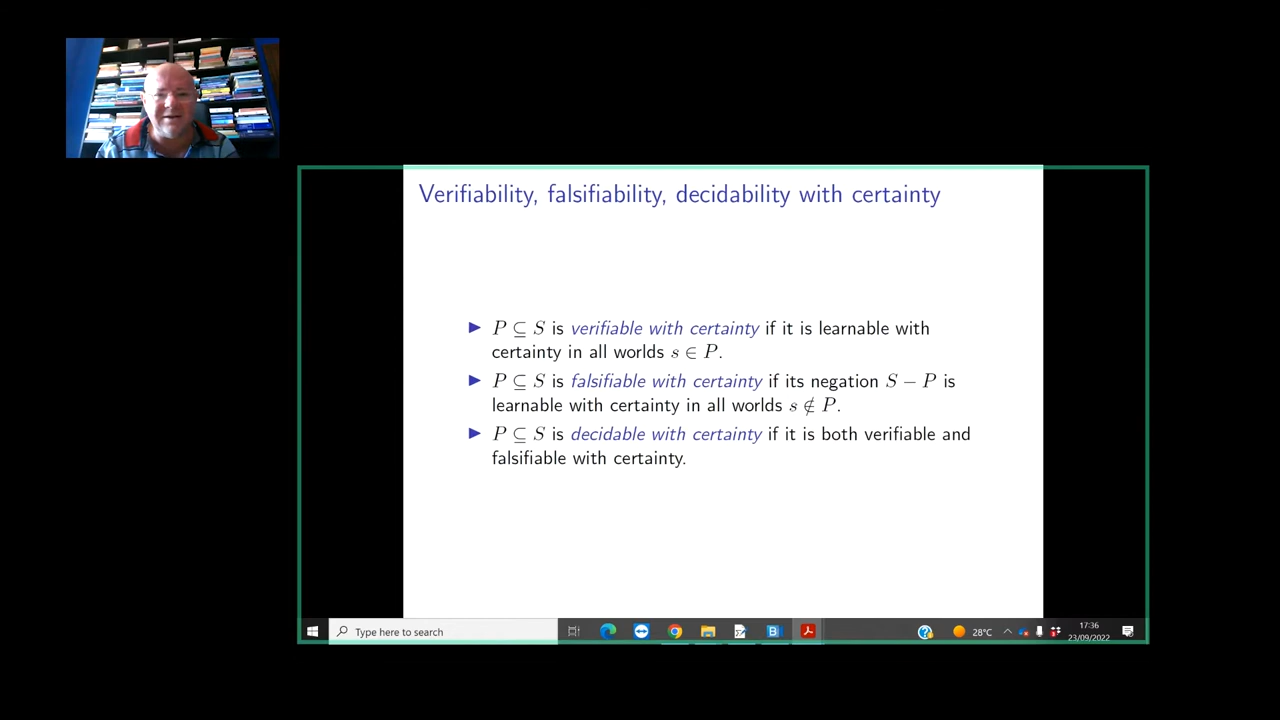 Verifiability, falsifiability, decidability with certainty
▶ P ⊆ S is verifiable with certainty if it is learnable with
certainty in all worlds s ∈ P.
▶ P ⊆ S is falsifiable with certainty if its negation S − P is
learnable with certainty in all worlds s ∉ P.
▶ P ⊆ S is decidable with certainty if it is both verifiable and
falsifiable with certainty.
Type here to search
28°C
17:36
23/09/2022